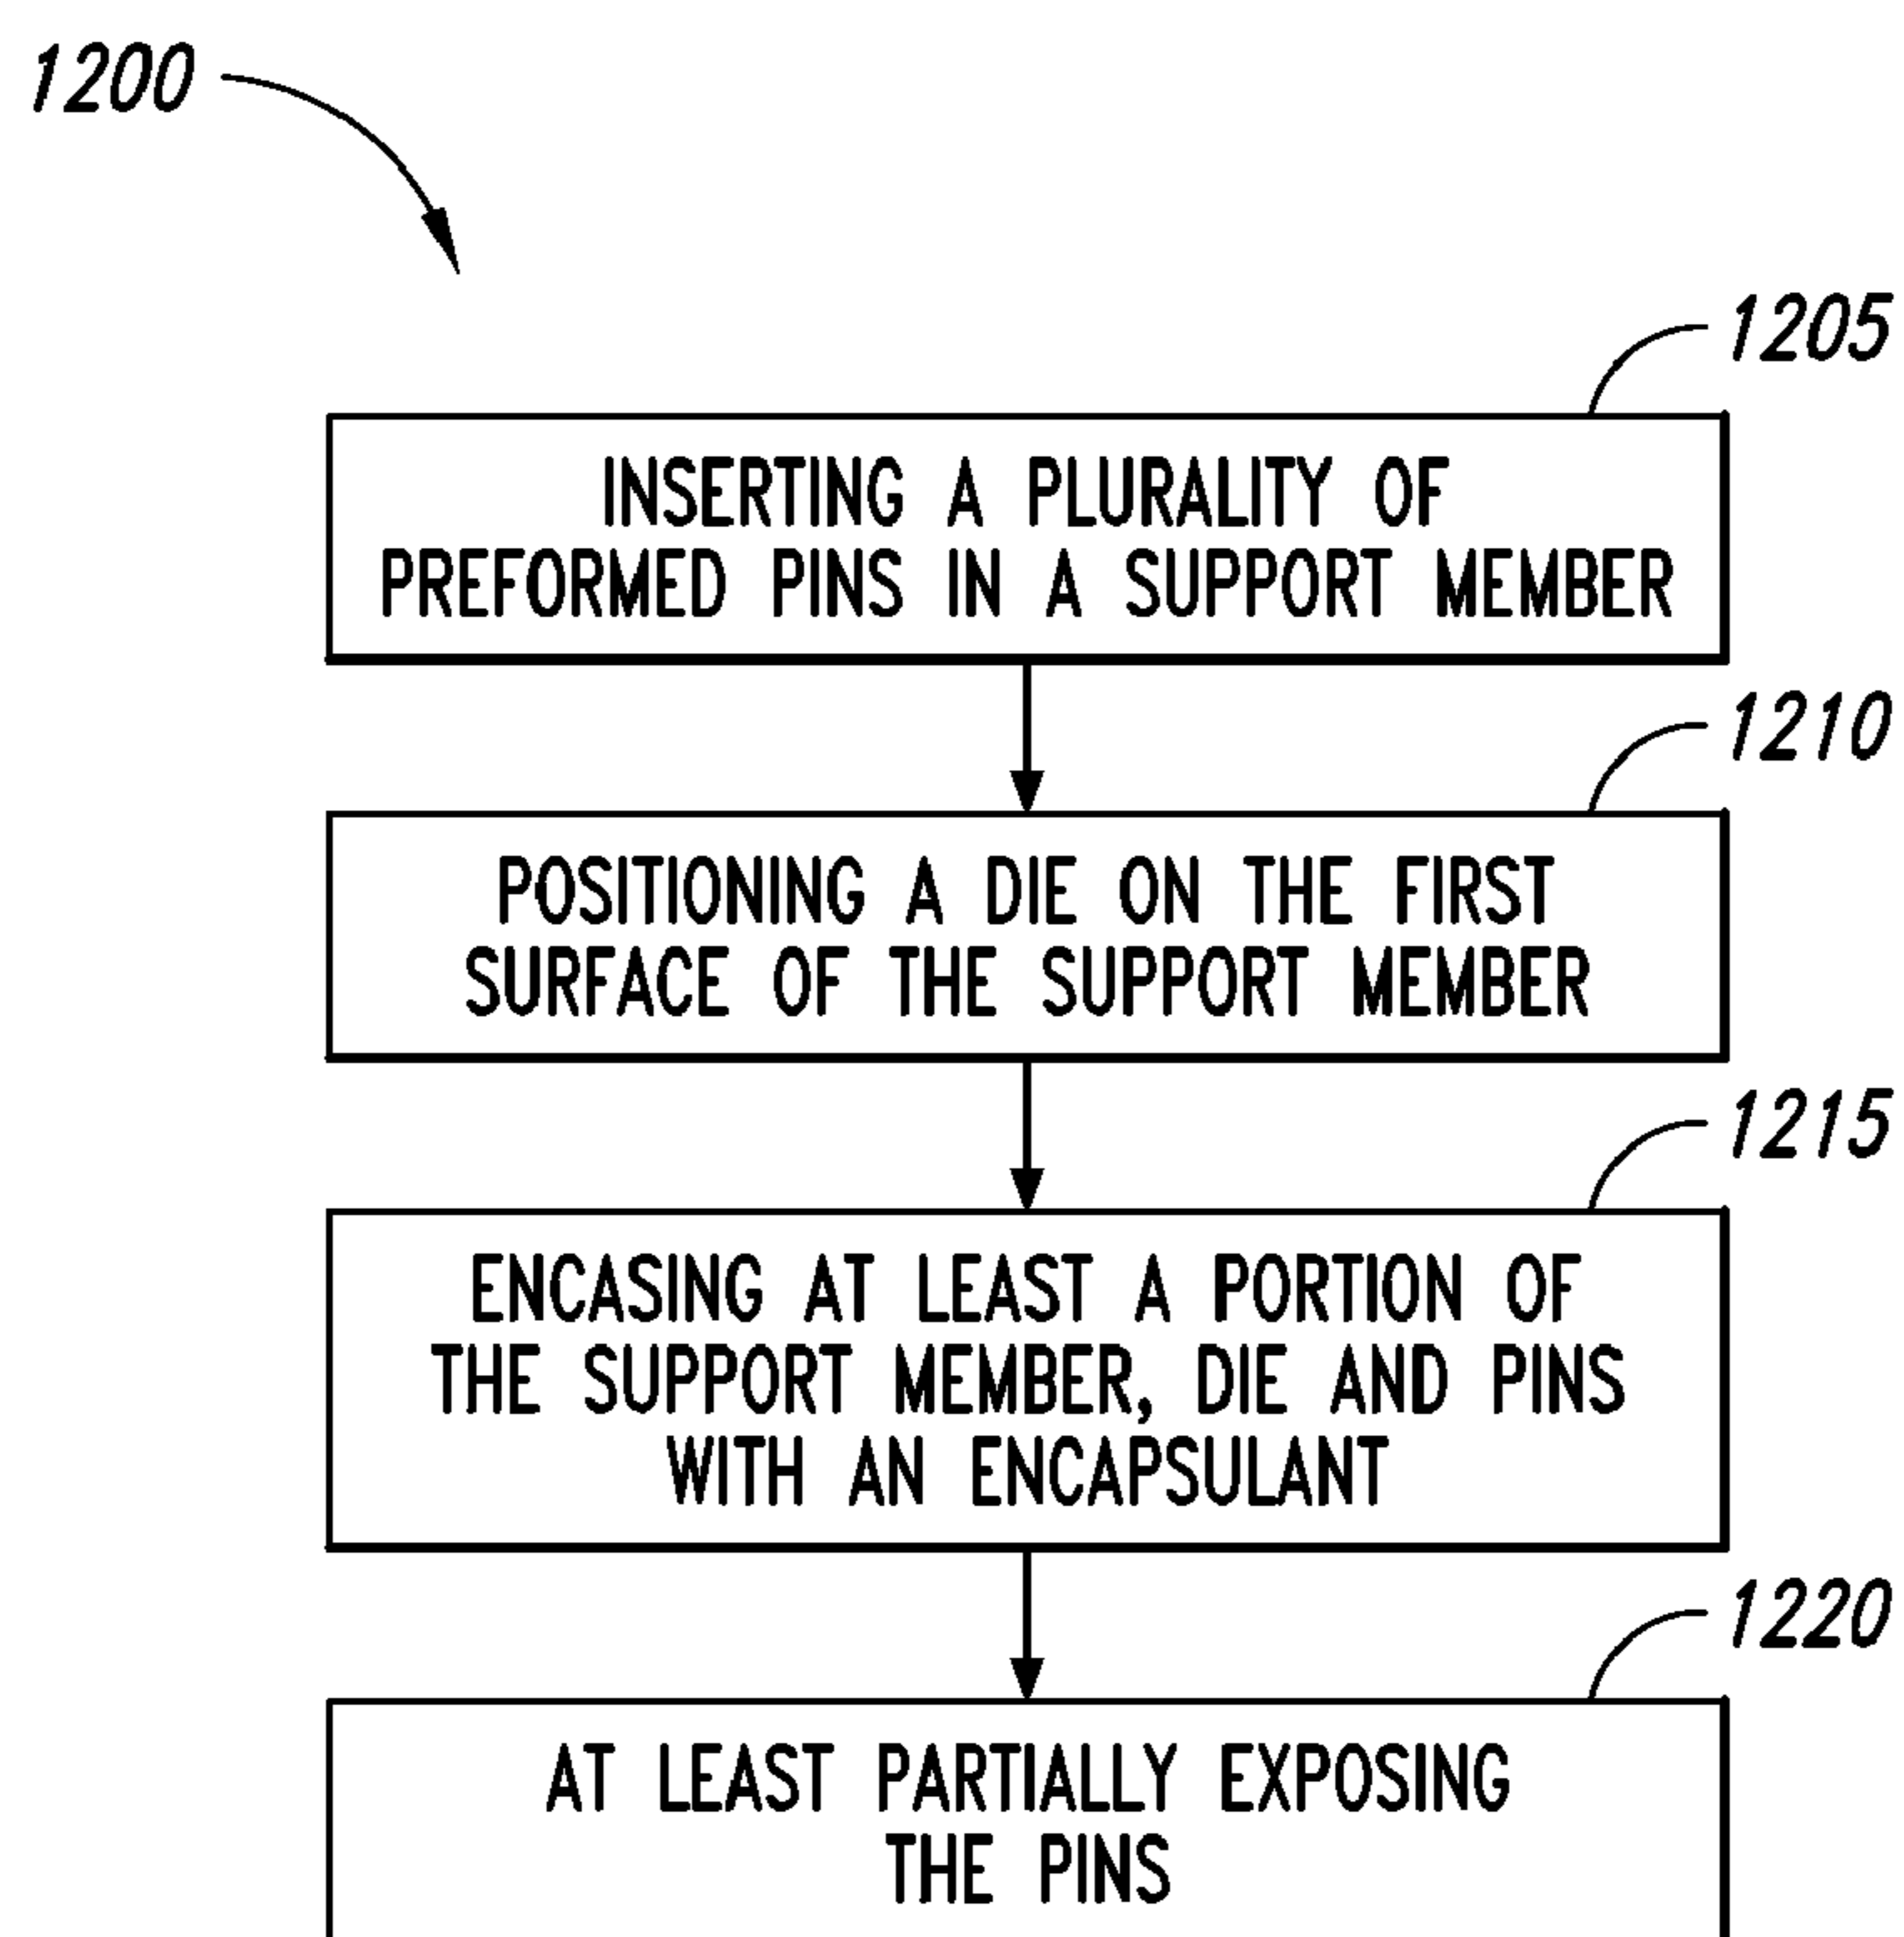 1200
1205
INSERTING A PLURALITY OF
PREFORMED PINS IN A SUPPORT MEMBER
1210
POSITIONING A DIE ON THE FIRST
SURFACE OF THE SUPPORT MEMBER
1215
ENCASING AT LEAST A PORTION OF
THE SUPPORT MEMBER, DIE AND PINS
WITH AN ENCAPSULANT
1220
AT LEAST PARTIALLY EXPOSING
THE PINS